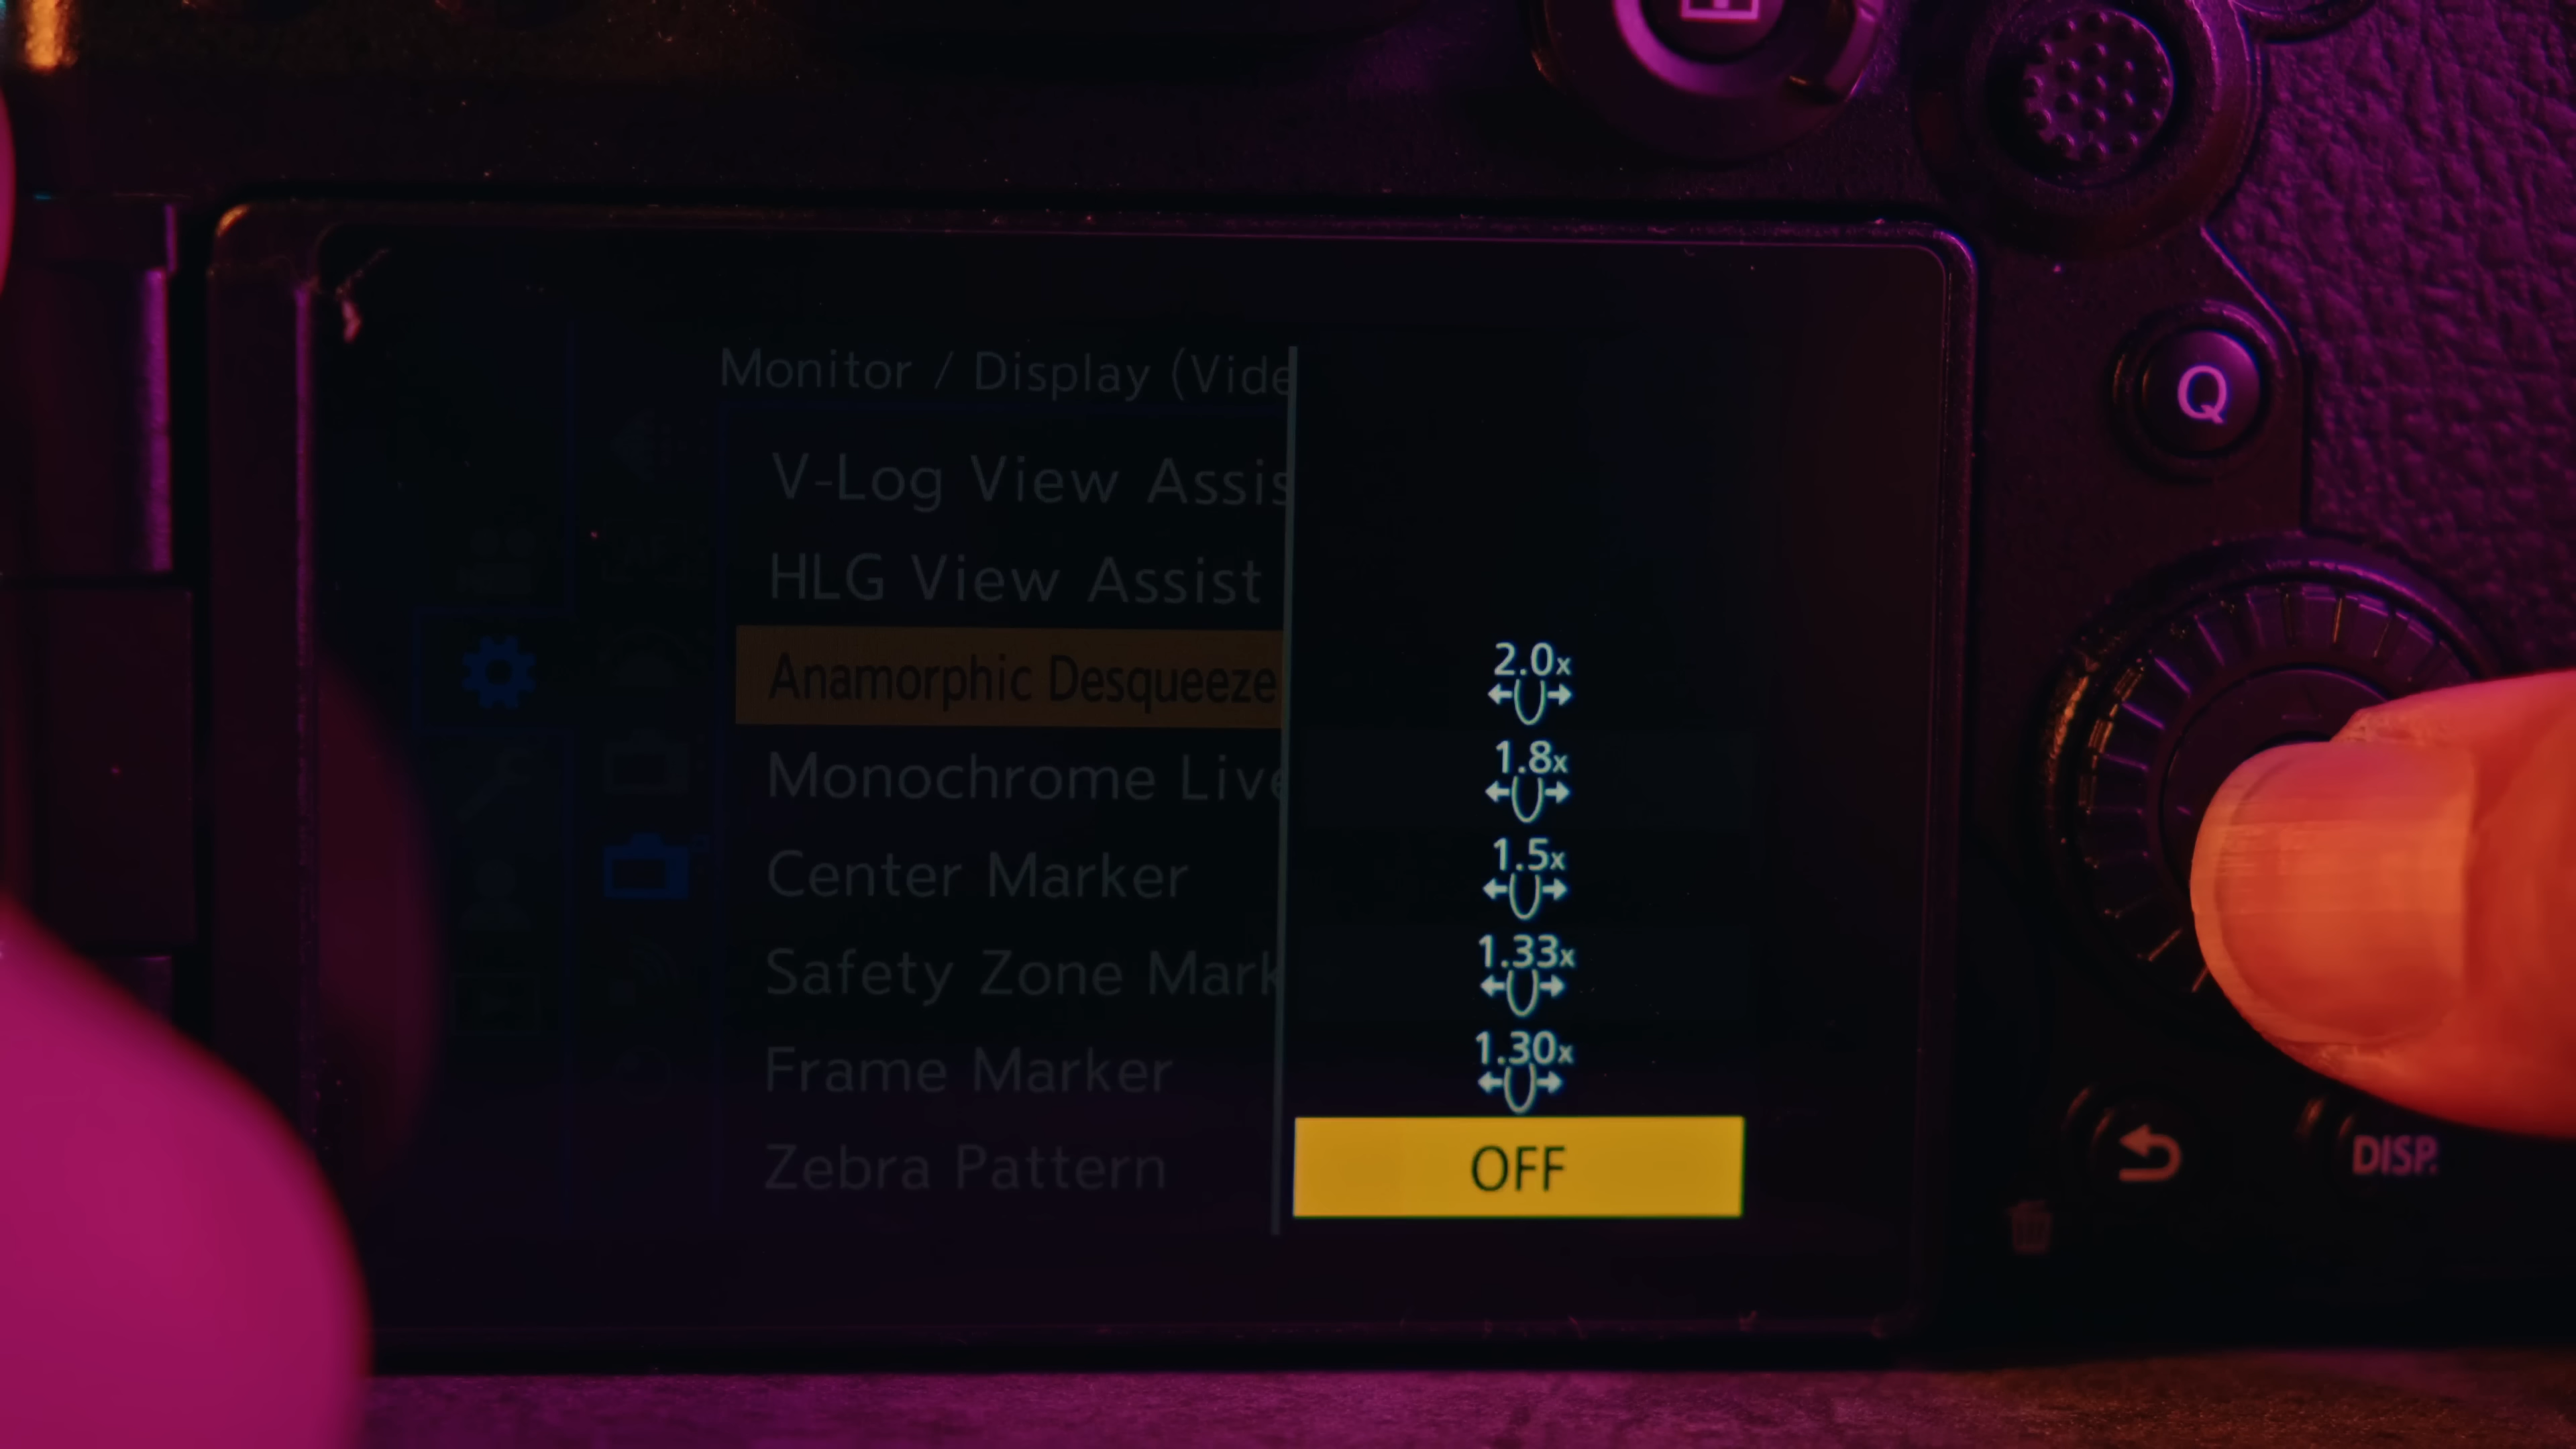 Monitor / Display (Vide
V-Log View Assis
HLG View Assist
Anamorphic Desqueeze
Monochrome Live
Center Marker
Safety Zone Mark
Frame Marker
Zebra Pattern
2.0x
1.8x
1.5x
1.33x
1.30x
OFF
Q
DISP.